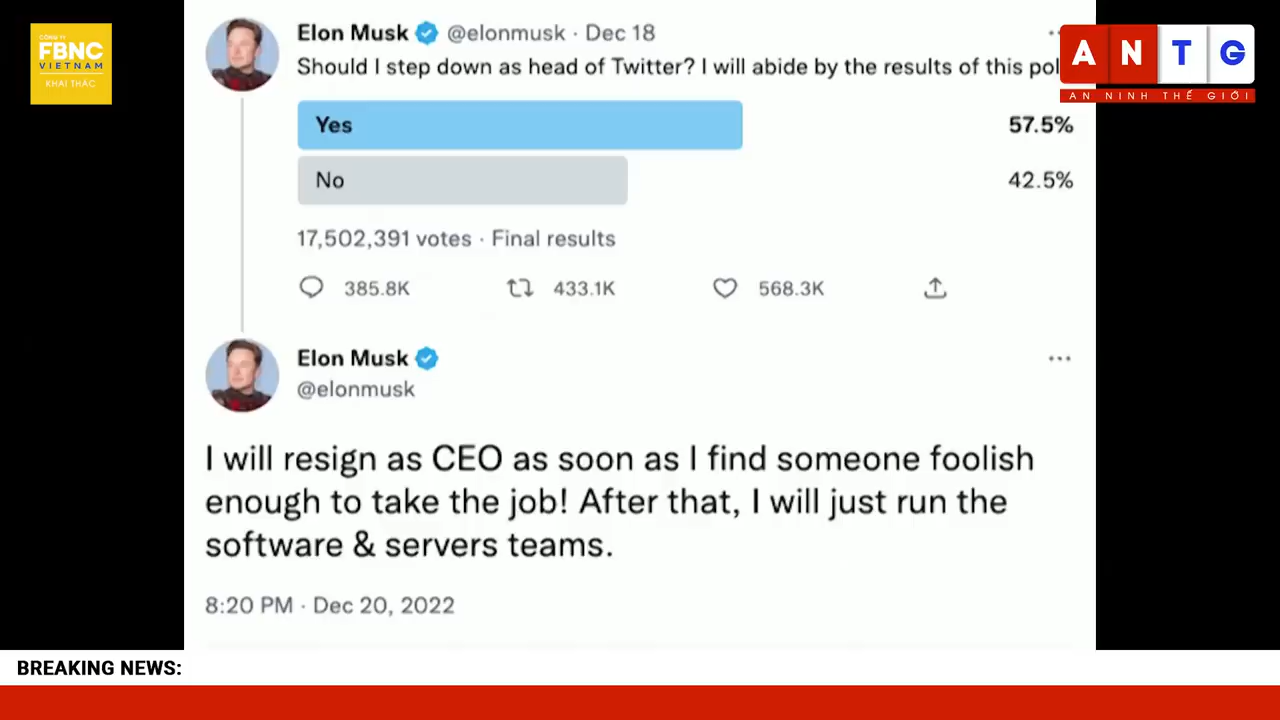 CÔNG TY
FBNC
VIETNAM
KHAI THÁC
Elon Musk @elonmusk · Dec 18
Should I step down as head of Twitter? I will abide by the results of this pol
Yes 57.5%
No 42.5%
17,502,391 votes · Final results
385.8K 433.1K 568.3K
ANTG
AN NINH THẾ GIỚI
Elon Musk
@elonmusk
I will resign as CEO as soon as I find someone foolish
enough to take the job! After that, I will just run the
software & servers teams.
8:20 PM · Dec 20, 2022
BREAKING NEWS: